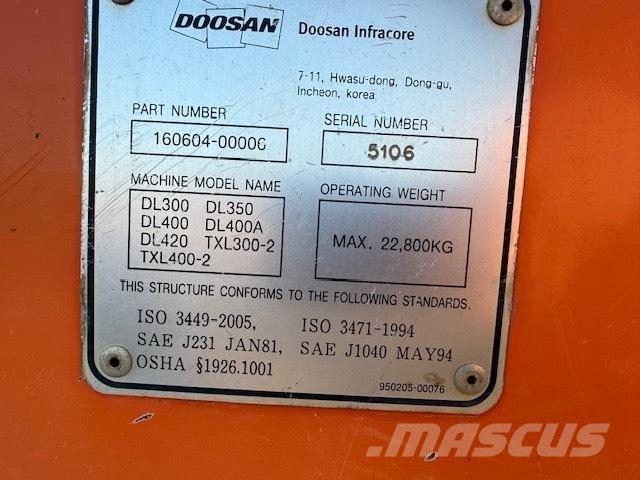 DOOSAN Doosan Infracore
7-11, Hwasu-dong, Dong-gu,
Incheon, korea
PART NUMBER
160604-00006
SERIAL NUMBER
5106
MACHINE MODEL NAME
DL300 DL350
DL400 DL400A
DL420 TXL300-2
TXL400-2
OPERATING WEIGHT
MAX. 22,800KG
THIS STRUCTURE CONFORMS TO THE FOLLOWING STANDARDS.
ISO 3449-2005, ISO 3471-1994
SAE J231 JAN81, SAE J1040 MAY94
OSHA §1926.1001
950205-00076
MASCUS